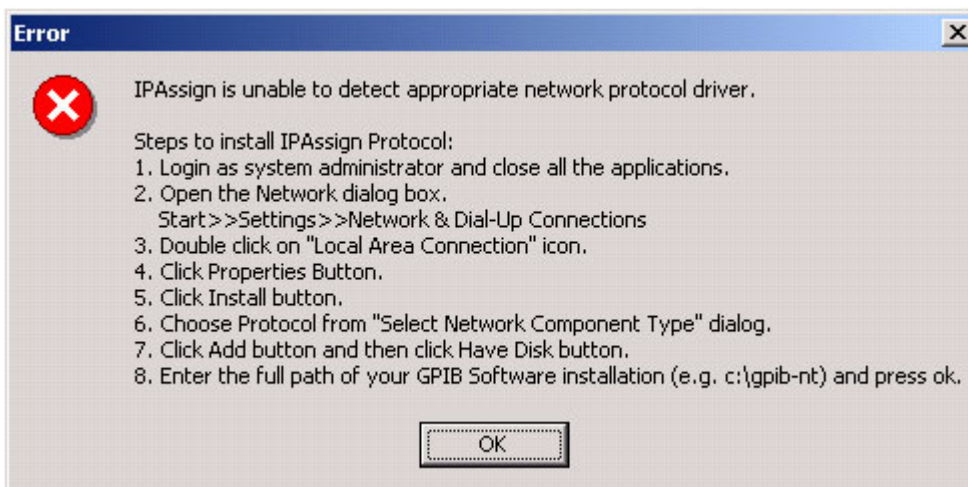 Error
IPAssign is unable to detect appropriate network protocol driver.
Steps to install IPAssign Protocol:
1. Login as system administrator and close all the applications.
2. Open the Network dialog box.
Start>>Settings>>Network & Dial-Up Connections
3. Double click on "Local Area Connection" icon.
4. Click Properties Button.
5. Click Install button.
6. Choose Protocol from "Select Network Component Type" dialog.
7. Click Add button and then click Have Disk button.
8. Enter the full path of your GPIB Software installation (e.g. c:\gpib-nt) and press ok.
OK